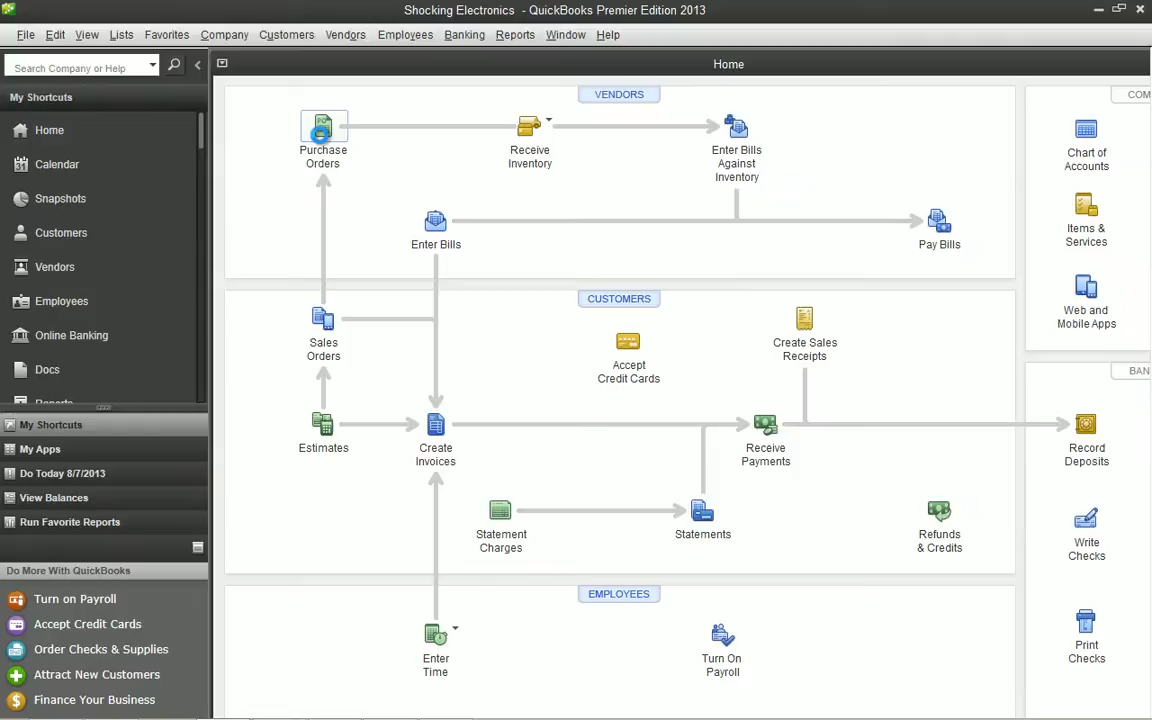 Shocking Electronics - QuickBooks Premier Edition 2013
File Edit View Lists Favorites Company Customers Vendors Employees Banking Reports Window Help
Search Company or Help
My Shortcuts
Home
Calendar
Snapshots
Customers
Vendors
Employees
Online Banking
Docs
My Shortcuts
My Apps
Do Today 8/7/2013
View Balances
Run Favorite Reports
Do More With QuickBooks
Turn on Payroll
Accept Credit Cards
Order Checks & Supplies
Attract New Customers
Finance Your Business
Home
VENDORS
Purchase
Orders
Receive
Inventory
Enter Bills
Against
Inventory
Enter Bills
Pay Bills
CUSTOMERS
Sales
Orders
Accept
Credit Cards
Create Sales
Receipts
Estimates
Create
Invoices
Receive
Payments
Statement
Charges
Statements
Refunds
& Credits
EMPLOYEES
Enter
Time
Turn On
Payroll
COM
Chart of
Accounts
Items &
Services
Web and
Mobile Apps
BAN
Record
Deposits
Write
Checks
Print
Checks